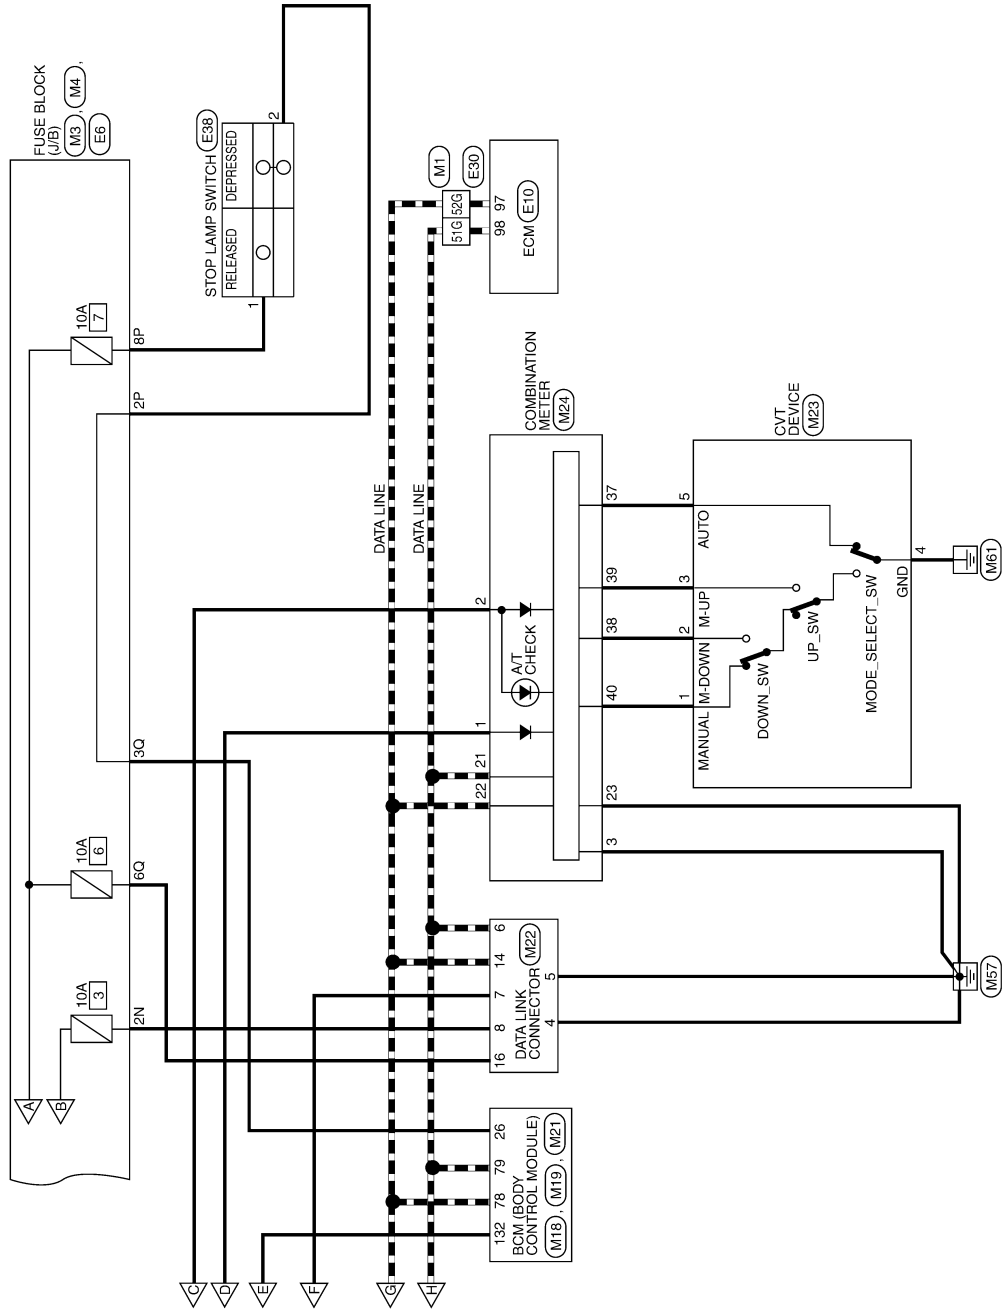 FUSE BLOCK
(J/B)
M3 , M4 ,
E6
10A
7
8P
2P
3Q
10A
6
6Q
10A
3
2N
A
B
STOP LAMP SWITCH E38
RELEASED DEPRESSED
1
2
DATA LINE
DATA LINE
M1
E30
51G 52G
98 97
ECM E10
COMBINATION
METER M24
22 21 1 2
A/T
CHECK
3 23 40 38 39 37
CVT
DEVICE
M23
1 2 3 5
MANUAL M-DOWN M-UP AUTO
DOWN_SW
UP_SW
MODE_SELECT_SW
GND
4
M61
16 8 7 14 6
DATA LINK
CONNECTOR M22
4 5
M57
132 78 79 26
BCM (BODY
CONTROL MODULE)
M18 , M19 , M21
C
D
E
F
G
H